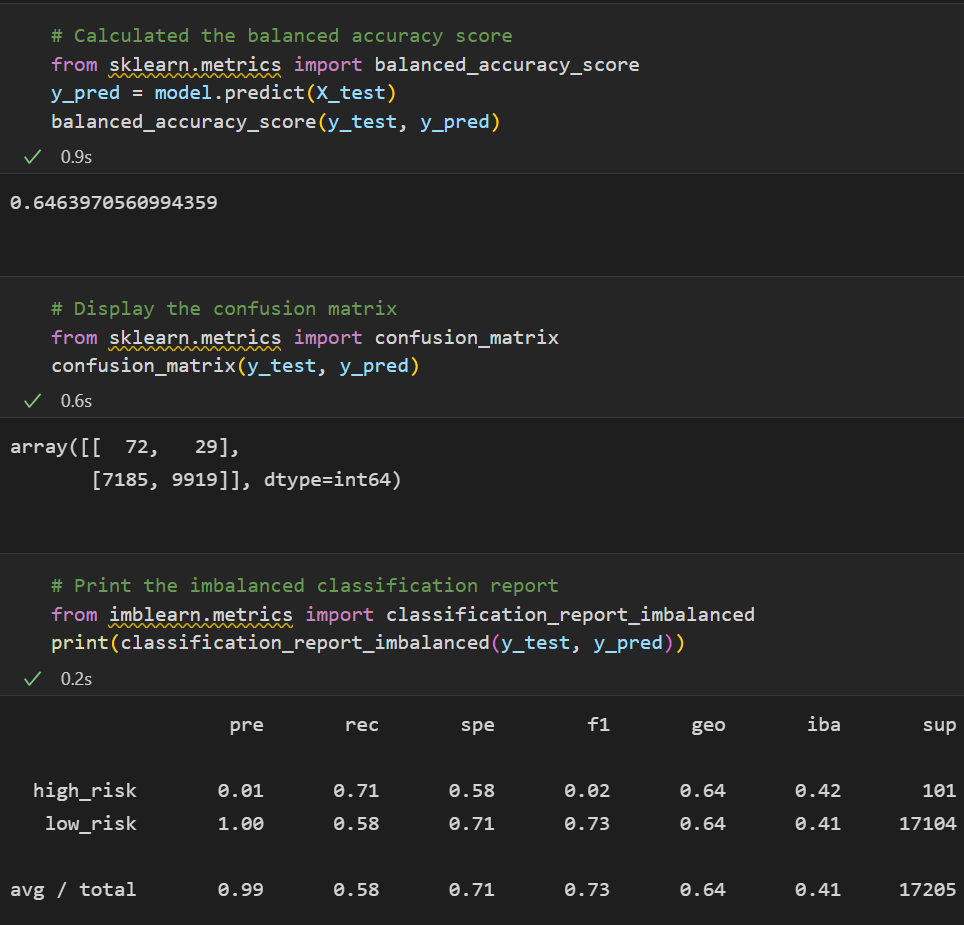 # Calculated the balanced accuracy score
from sklearn.metrics import balanced_accuracy_score
y_pred = model.predict(X_test)
balanced_accuracy_score(y_test, y_pred)
0.9s
0.6463970560994359
# Display the confusion matrix
from sklearn.metrics import confusion_matrix
confusion_matrix(y_test, y_pred)
0.6s
array([[  72,   29],
       [7185, 9919]], dtype=int64)
# Print the imbalanced classification report
from imblearn.metrics import classification_report_imbalanced
print(classification_report_imbalanced(y_test, y_pred))
0.2s
pre rec spe f1 geo iba sup
high_risk 0.01 0.71 0.58 0.02 0.64 0.42 101
low_risk 1.00 0.58 0.71 0.73 0.64 0.41 17104
avg / total 0.99 0.58 0.71 0.73 0.64 0.41 17205